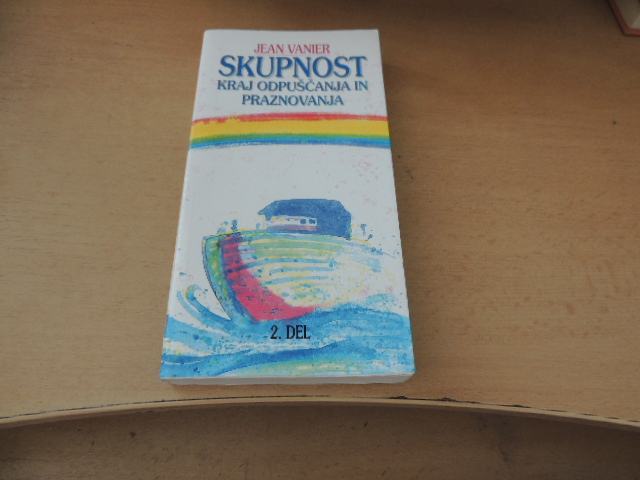 JEAN VANIER
SKUPNOST
KRAJ ODPUŠČANJA IN
PRAZNOVANJA
2. DEL